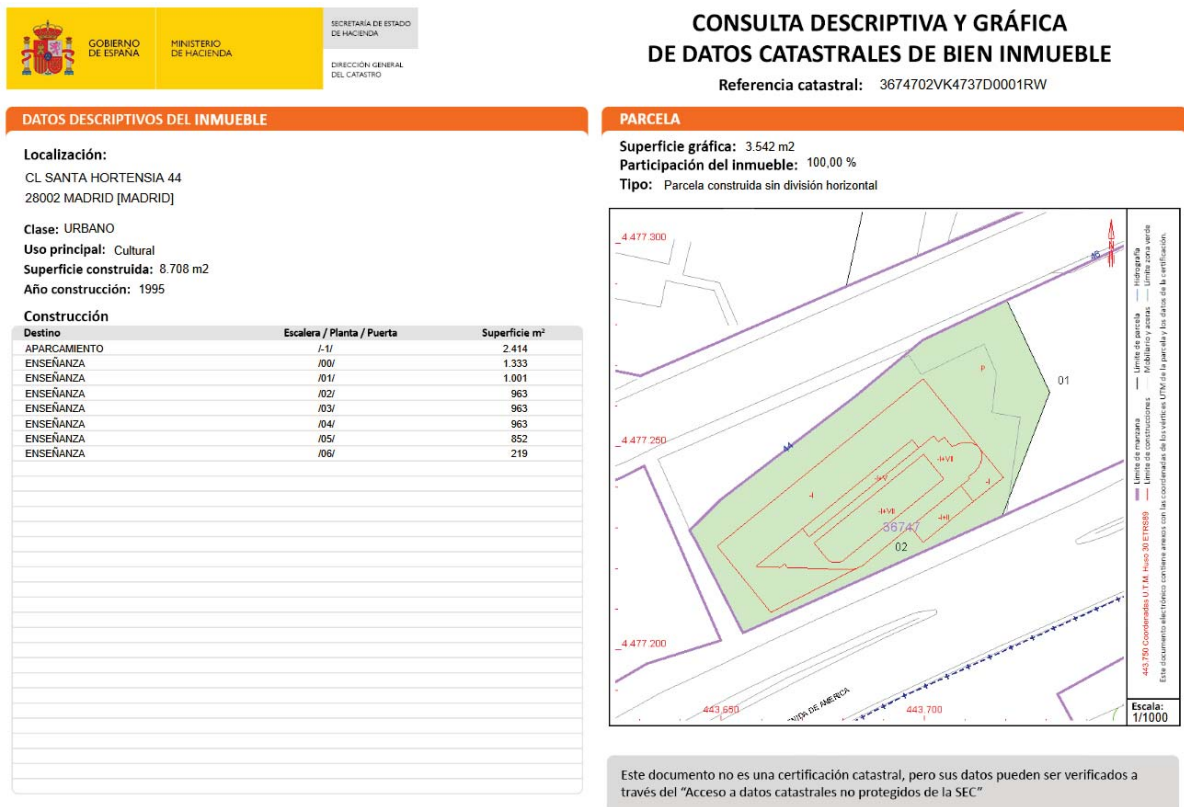 GOBIERNO
DE ESPAÑA
MINISTERIO
DE HACIENDA
SECRETARÍA DE ESTADO
DE HACIENDA
DIRECCIÓN GENERAL
DEL CATASTRO
CONSULTA DESCRIPTIVA Y GRÁFICA
DE DATOS CATASTRALES DE BIEN INMUEBLE
Referencia catastral: 3674702VK4737D0001RW
DATOS DESCRIPTIVOS DEL INMUEBLE
Localización:
CL SANTA HORTENSIA 44
28002 MADRID [MADRID]
Clase: URBANO
Uso principal: Cultural
Superficie construida: 8.708 m2
Año construcción: 1995
Construcción
Destino Escalera / Planta / Puerta Superficie m²
APARCAMIENTO /-1/ 2.414
ENSEÑANZA /00/ 1.333
ENSEÑANZA /01/ 1.001
ENSEÑANZA /02/ 963
ENSEÑANZA /03/ 963
ENSEÑANZA /04/ 963
ENSEÑANZA /05/ 852
ENSEÑANZA /06/ 219
PARCELA
Superficie gráfica: 3.542 m2
Participación del inmueble: 100,00 %
Tipo: Parcela construida sin división horizontal
4.477.300
46
P
01
4.477.250
44
-I+VII
-I+V
-I
-I
-I+VII
-I+II
36747
02
4.477.200
443.650
NIDA DE AMERICA
443.700
Límite de manzana Límite de parcela Hidrografía
Límite de construcciones Mobiliario y aceras Límite zona verde
443.750 Coordenadas U.T.M. Huso 30 ETRS89
Este documento electrónico contiene anexos con las coordenadas de los vértices UTM de la parcela y los datos de la certificación.
Escala:
1/1000
Este documento no es una certificación catastral, pero sus datos pueden ser verificados a
través del "Acceso a datos catastrales no protegidos de la SEC"